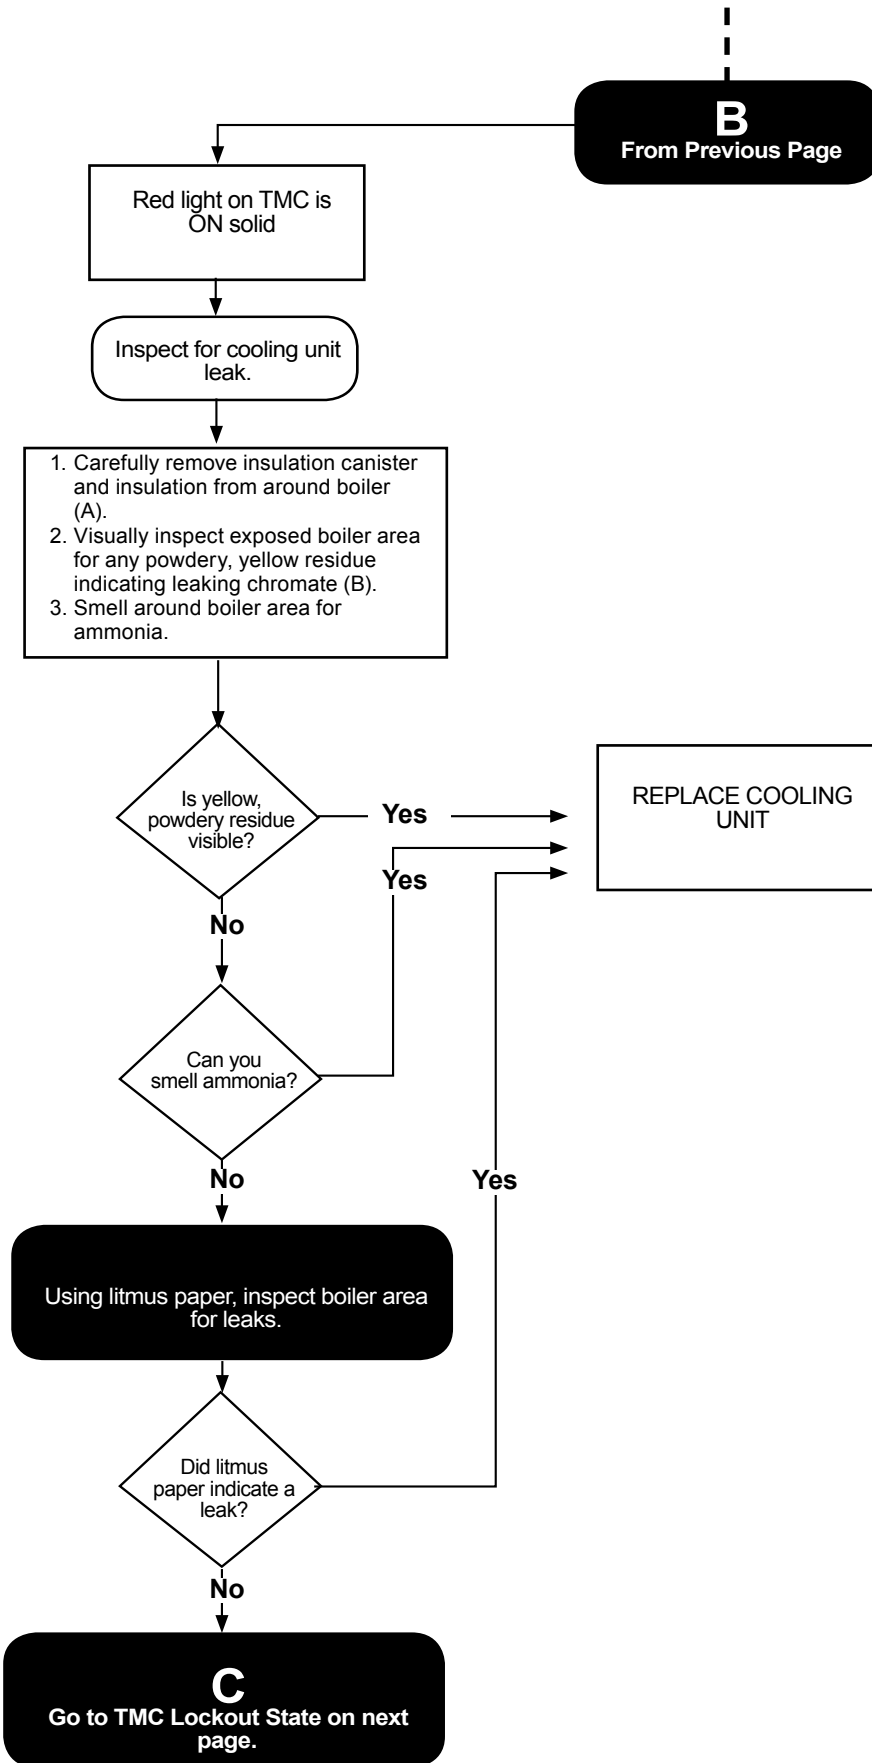 B
From Previous Page
Red light on TMC is
ON solid
Inspect for cooling unit
leak.
1. Carefully remove insulation canister
and insulation from around boiler
(A).
2. Visually inspect exposed boiler area
for any powdery, yellow residue
indicating leaking chromate (B).
3. Smell around boiler area for
ammonia.
Is yellow,
powdery residue
visible?
Yes
REPLACE COOLING
UNIT
Yes
No
Can you
smell ammonia?
No
Yes
Using litmus paper, inspect boiler area
for leaks.
Did litmus
paper indicate a
leak?
No
C
Go to TMC Lockout State on next
page.